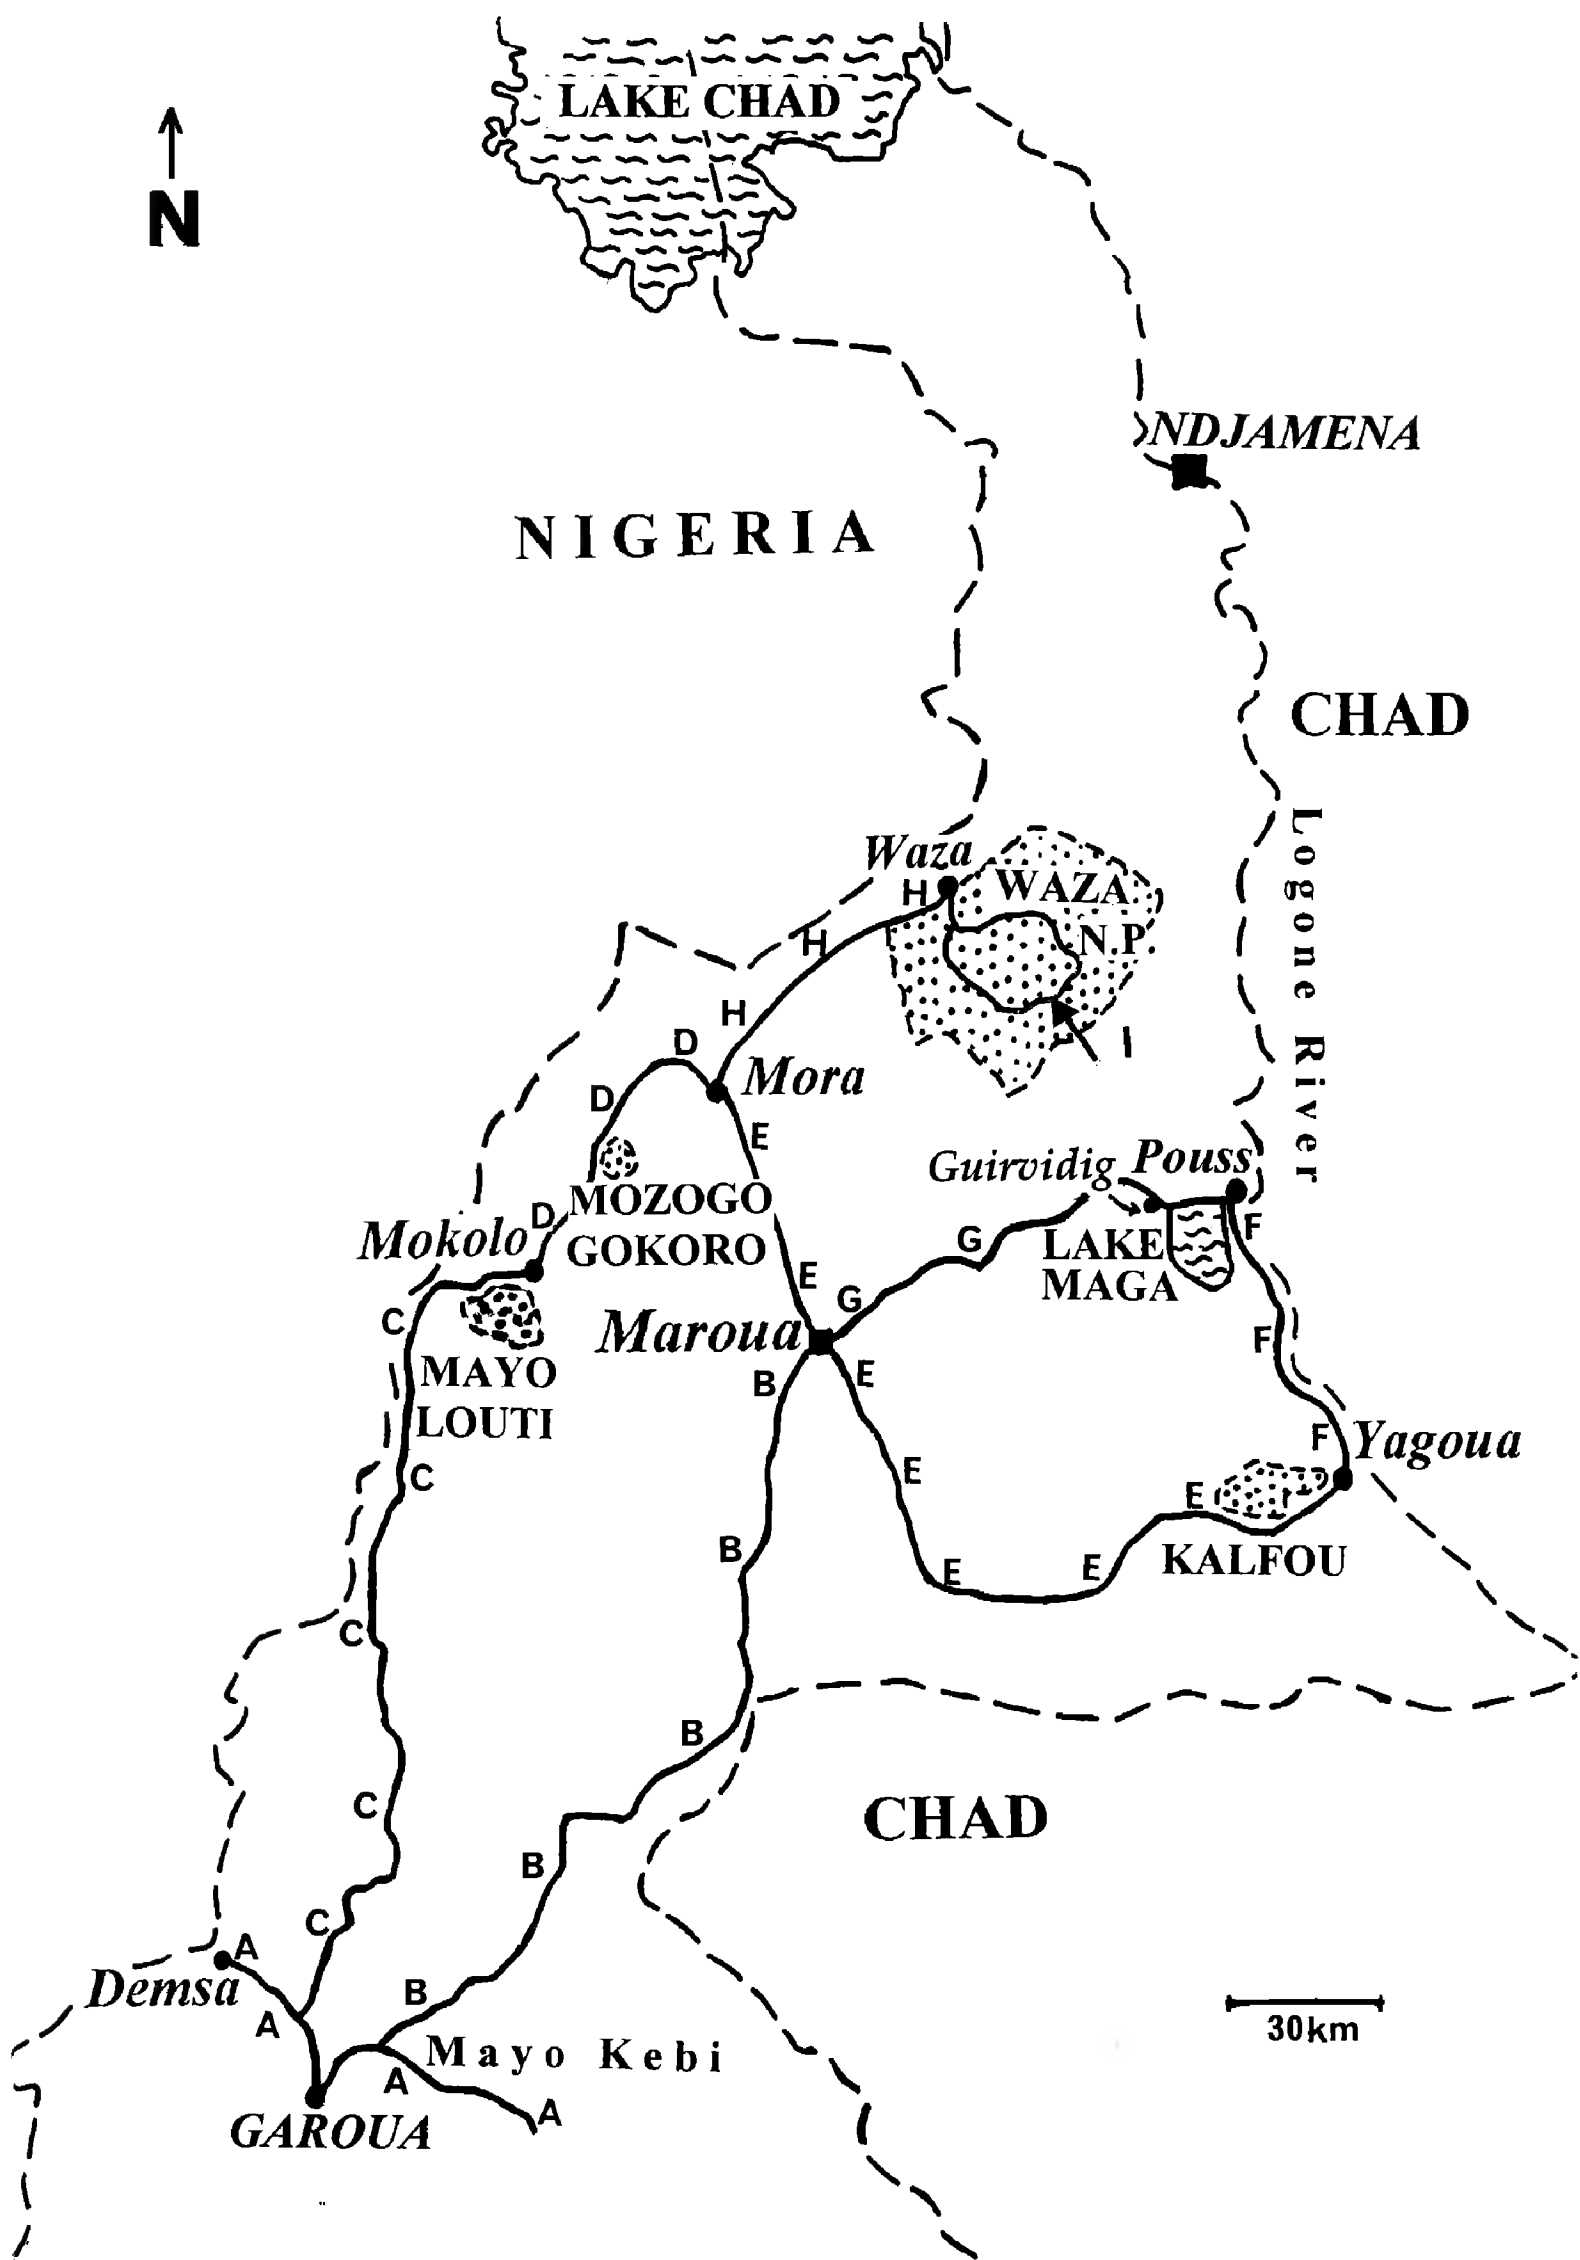 LAKE CHAD
N
NDJAMENA
NIGERIA
CHAD
Logone River
Waza
H
WAZA
N.P.
H
H
I
D
Mora
D
E
Guirvidig
Pouss
MOZOGO
GOKORO
D
Mokolo
F
G
LAKE
MAGA
E
G
C
Maroua
F
MAYO
LOUTI
B
E
F
Yagoua
C
E
E
KALFOU
B
E
E
C
B
C
CHAD
B
C
A
Demsa
B
A
30km
Mayo Kebi
A
A
GAROUA